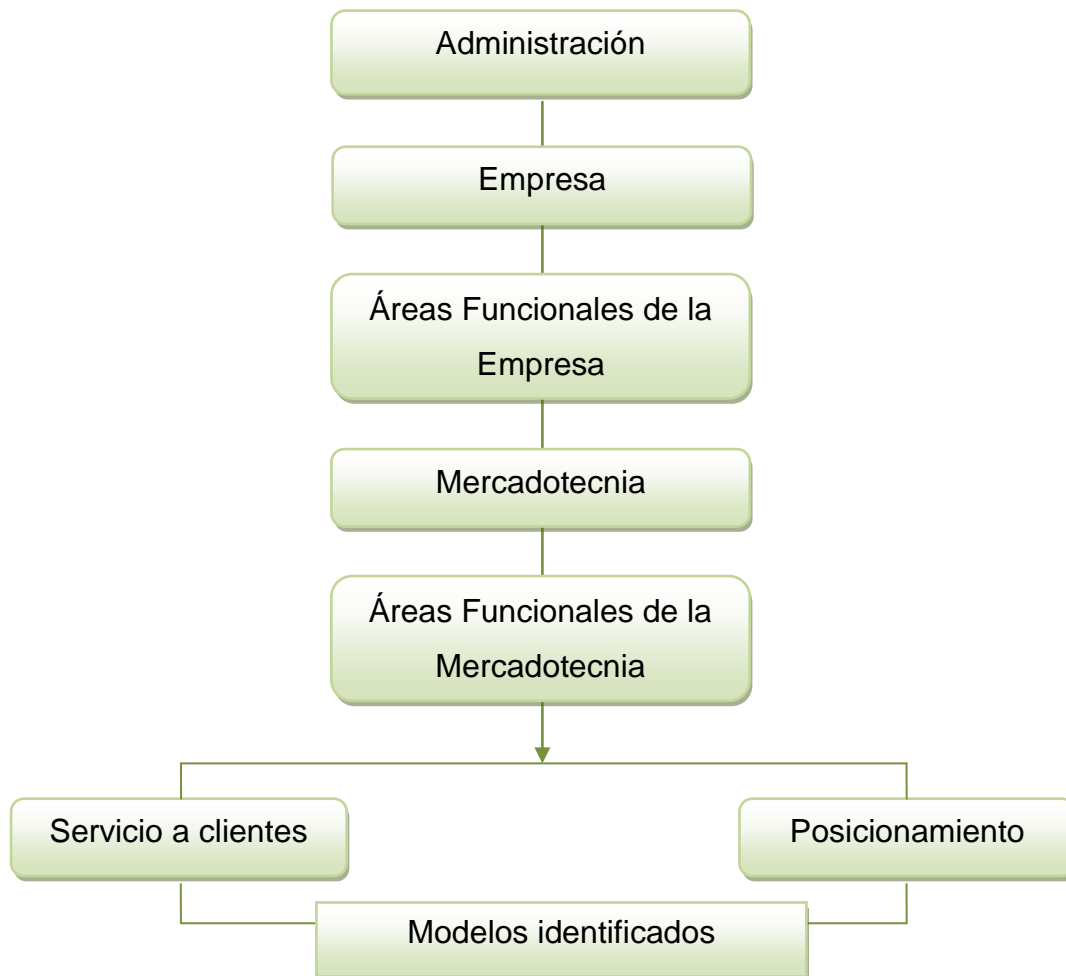 Administración
Empresa
Áreas Funcionales de la
Empresa
Mercadotecnia
Áreas Funcionales de la
Mercadotecnia
Servicio a clientes
Posicionamiento
Modelos identificados